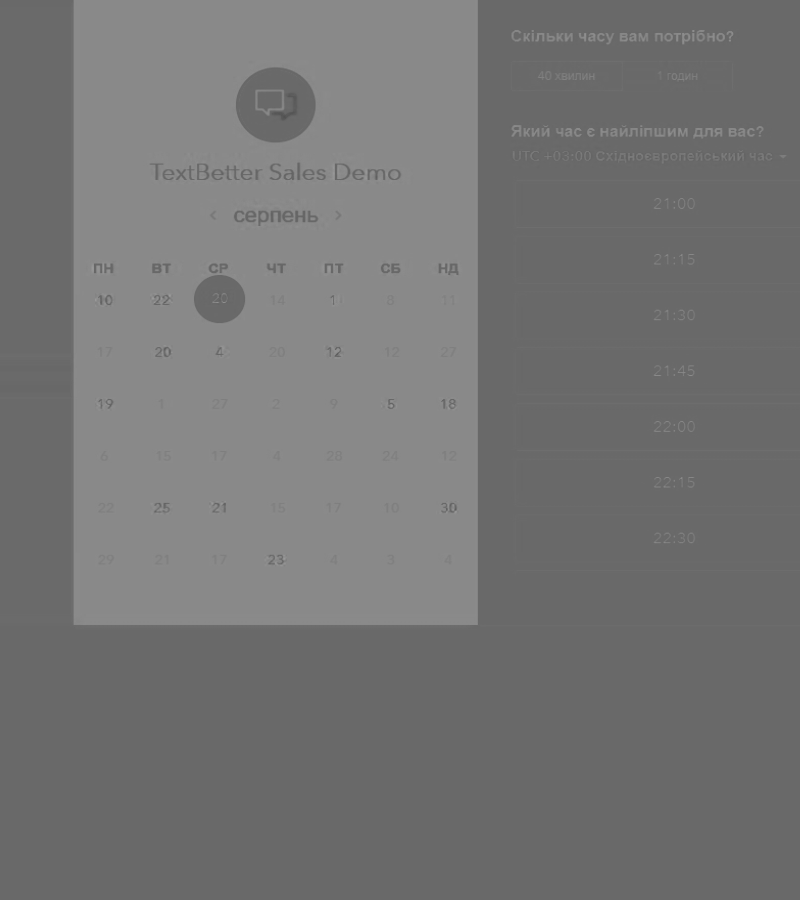 TextBetter Sales Demo
‹ серпень ›
ПН ВТ СР ЧТ ПТ СБ НД
10 22 20 14 1 8 11
17 20 4 20 12 12 27
19 1 27 2 9 5 18
6 15 17 4 28 24 12
22 25 21 15 17 10 30
29 21 17 23 4 3 4
Скільки часу вам потрібно?
40 хвилин 1 годин
Який час є найліпшим для вас?
UTC +03:00 Східноєвропейський час
21:00
21:15
21:30
21:45
22:00
22:15
22:30